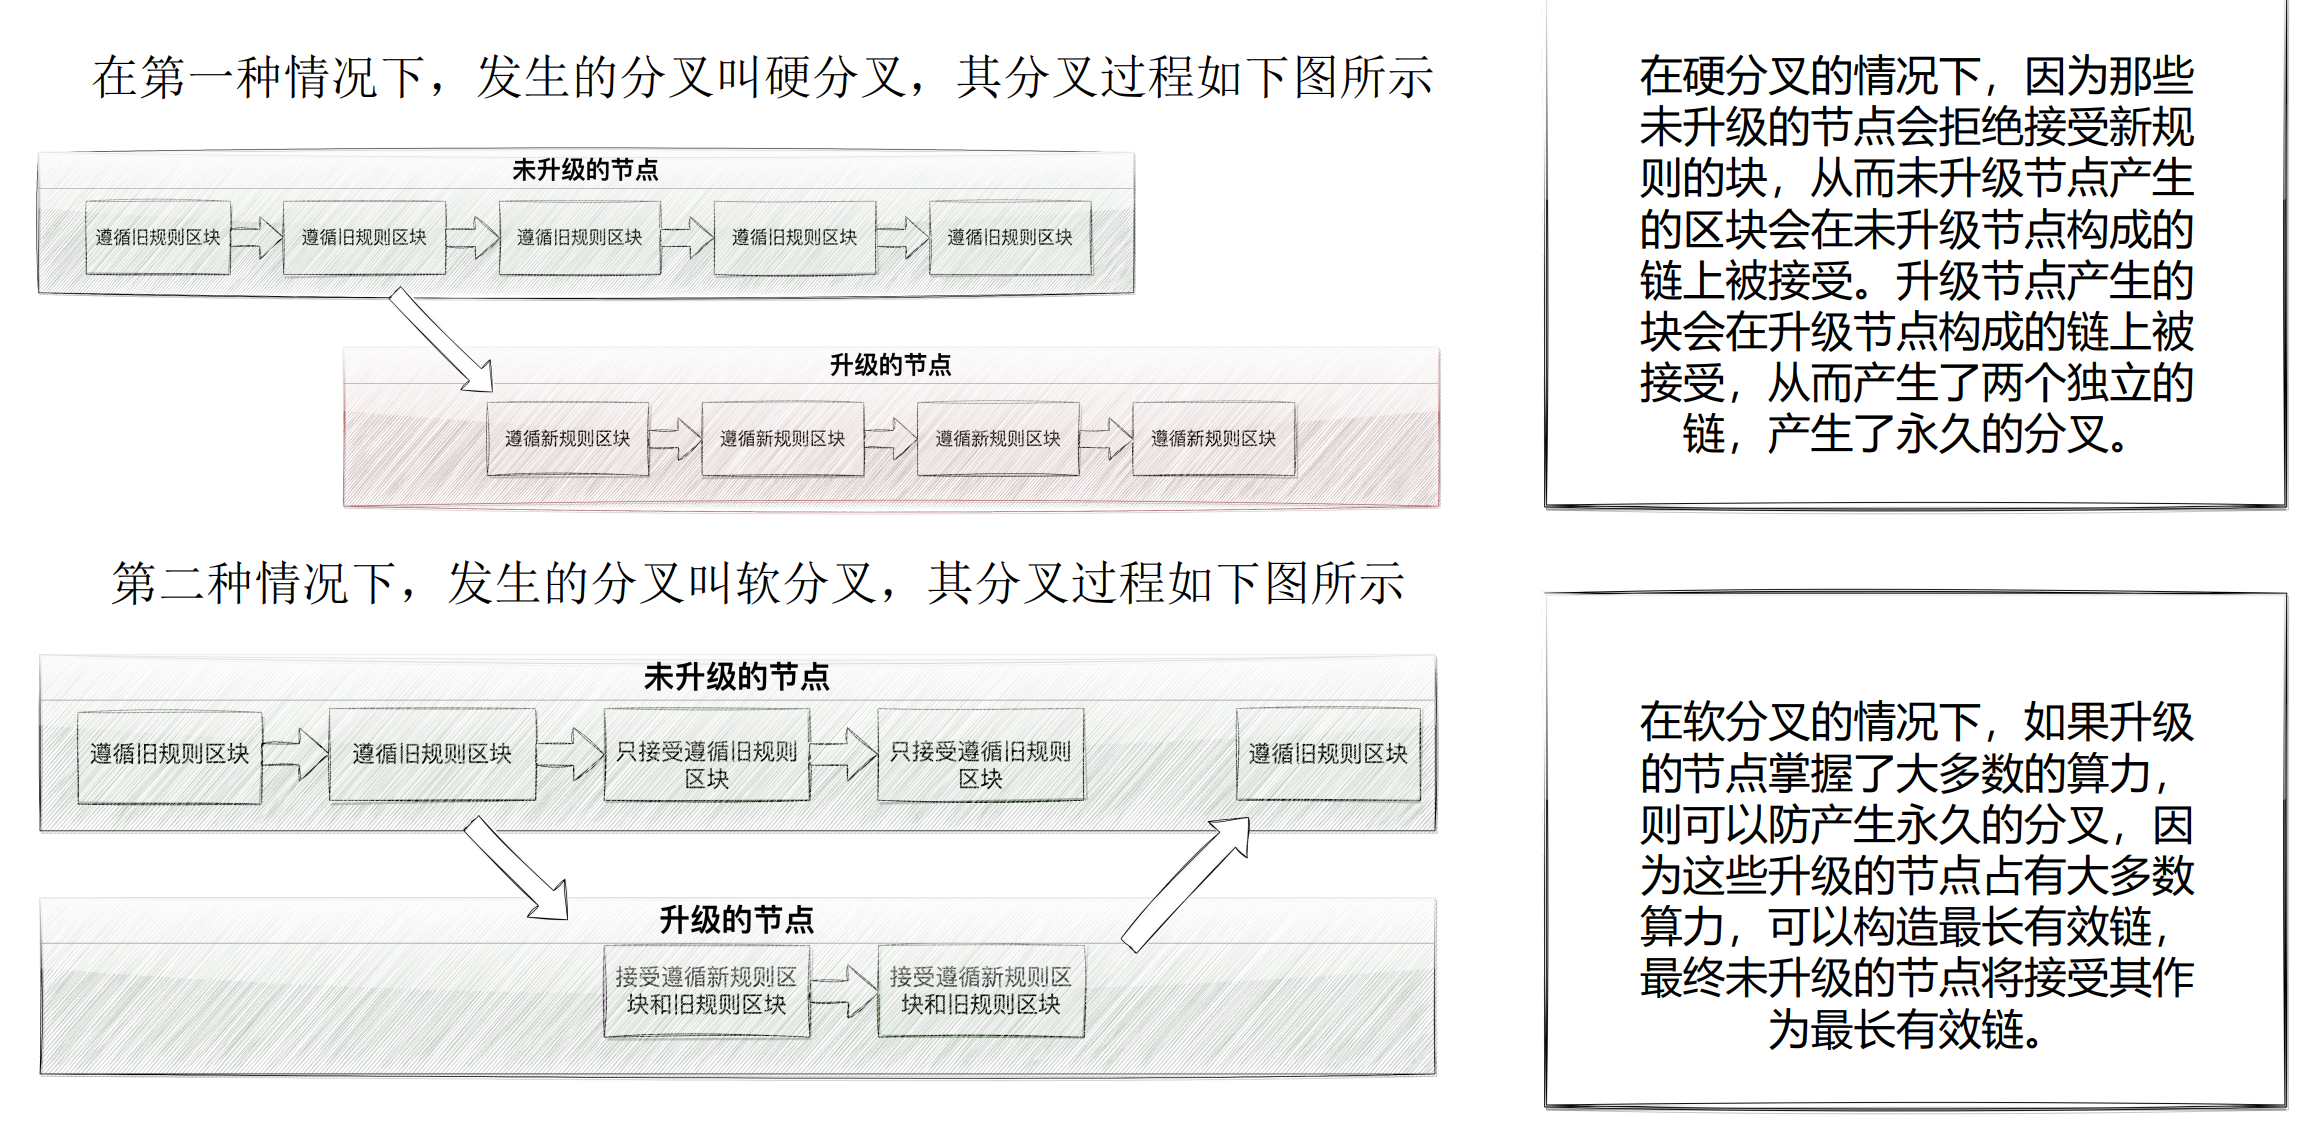 在第一种情况下，发生的分叉叫硬分叉，其分叉过程如下图所示
未升级的节点
遵循旧规则区块
遵循旧规则区块
遵循旧规则区块
遵循旧规则区块
遵循旧规则区块
升级的节点
遵循新规则区块
遵循新规则区块
遵循新规则区块
遵循新规则区块
在硬分叉的情况下，因为那些
未升级的节点会拒绝接受新规
则的块，从而未升级节点产生
的区块会在未升级节点构成的
链上被接受。升级节点产生的
块会在升级节点构成的链上被
接受，从而产生了两个独立的
链，产生了永久的分叉。
第二种情况下，发生的分叉叫软分叉，其分叉过程如下图所示
未升级的节点
遵循旧规则区块
遵循旧规则区块
只接受遵循旧规则
区块
只接受遵循旧规则
区块
遵循旧规则区块
升级的节点
接受遵循新规则区
块和旧规则区块
接受遵循新规则区
块和旧规则区块
在软分叉的情况下，如果升级
的节点掌握了大多数的算力，
则可以防产生永久的分叉，因
为这些升级的节点占有大多数
算力，可以构造最长有效链，
最终未升级的节点将接受其作
为最长有效链。